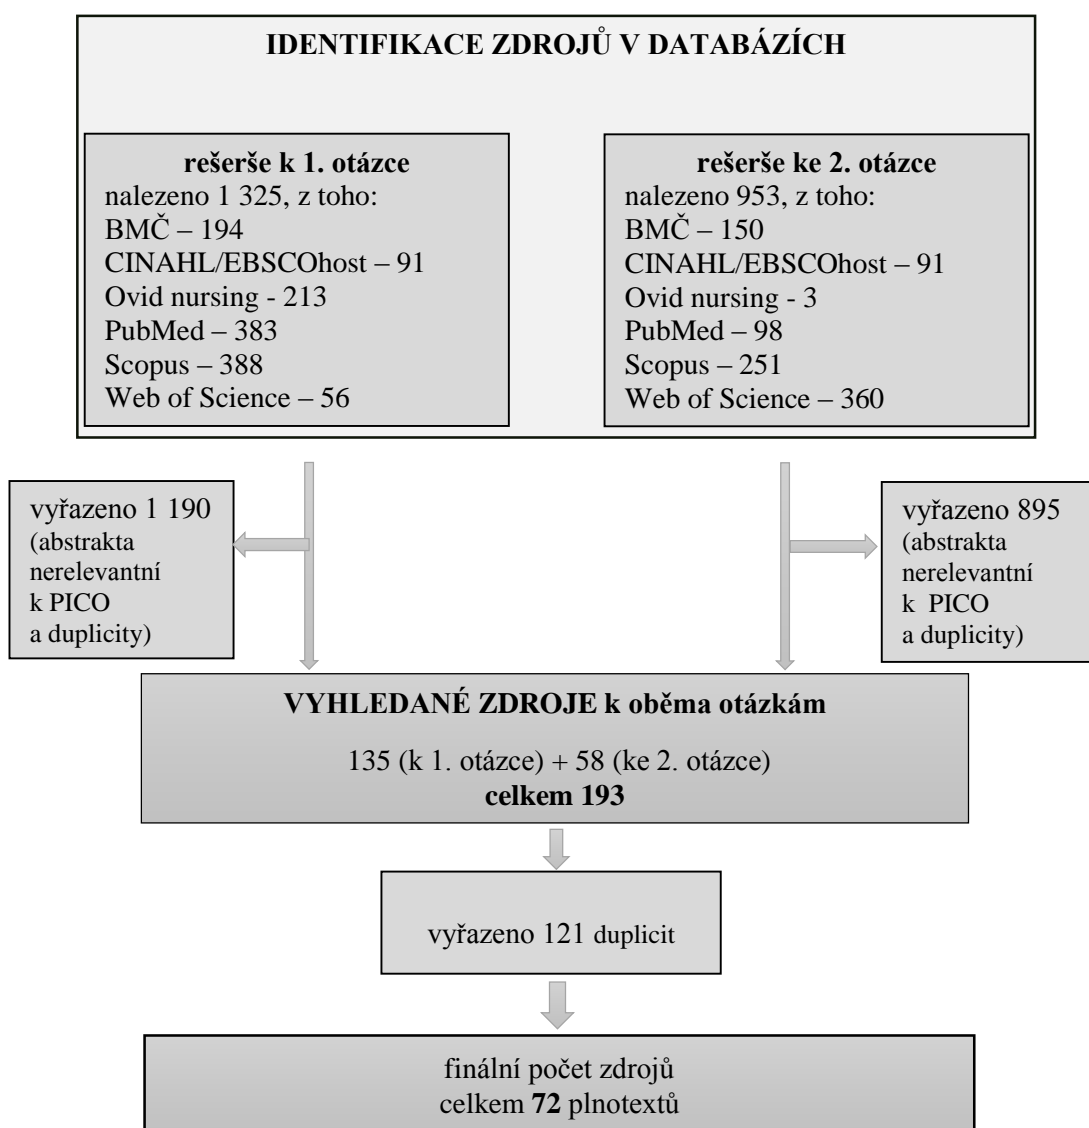 IDENTIFIKACE ZDROJŮ V DATABÁZÍCH
rešerše k 1. otázce
nalezeno 1 325, z toho:
BMČ – 194
CINAHL/EBSCOhost – 91
Ovid nursing - 213
PubMed – 383
Scopus – 388
Web of Science – 56
rešerše ke 2. otázce
nalezeno 953, z toho:
BMČ – 150
CINAHL/EBSCOhost – 91
Ovid nursing - 3
PubMed – 98
Scopus – 251
Web of Science – 360
vyřazeno 1 190
(abstrakta
nerelevantní
k PICO
a duplicity)
vyřazeno 895
(abstrakta
nerelevantní
k PICO
a duplicity)
VYHLEDANÉ ZDROJE k oběma otázkám
135 (k 1. otázce) + 58 (ke 2. otázce)
celkem 193
vyřazeno 121 duplicit
finální počet zdrojů
celkem 72 plnotextů